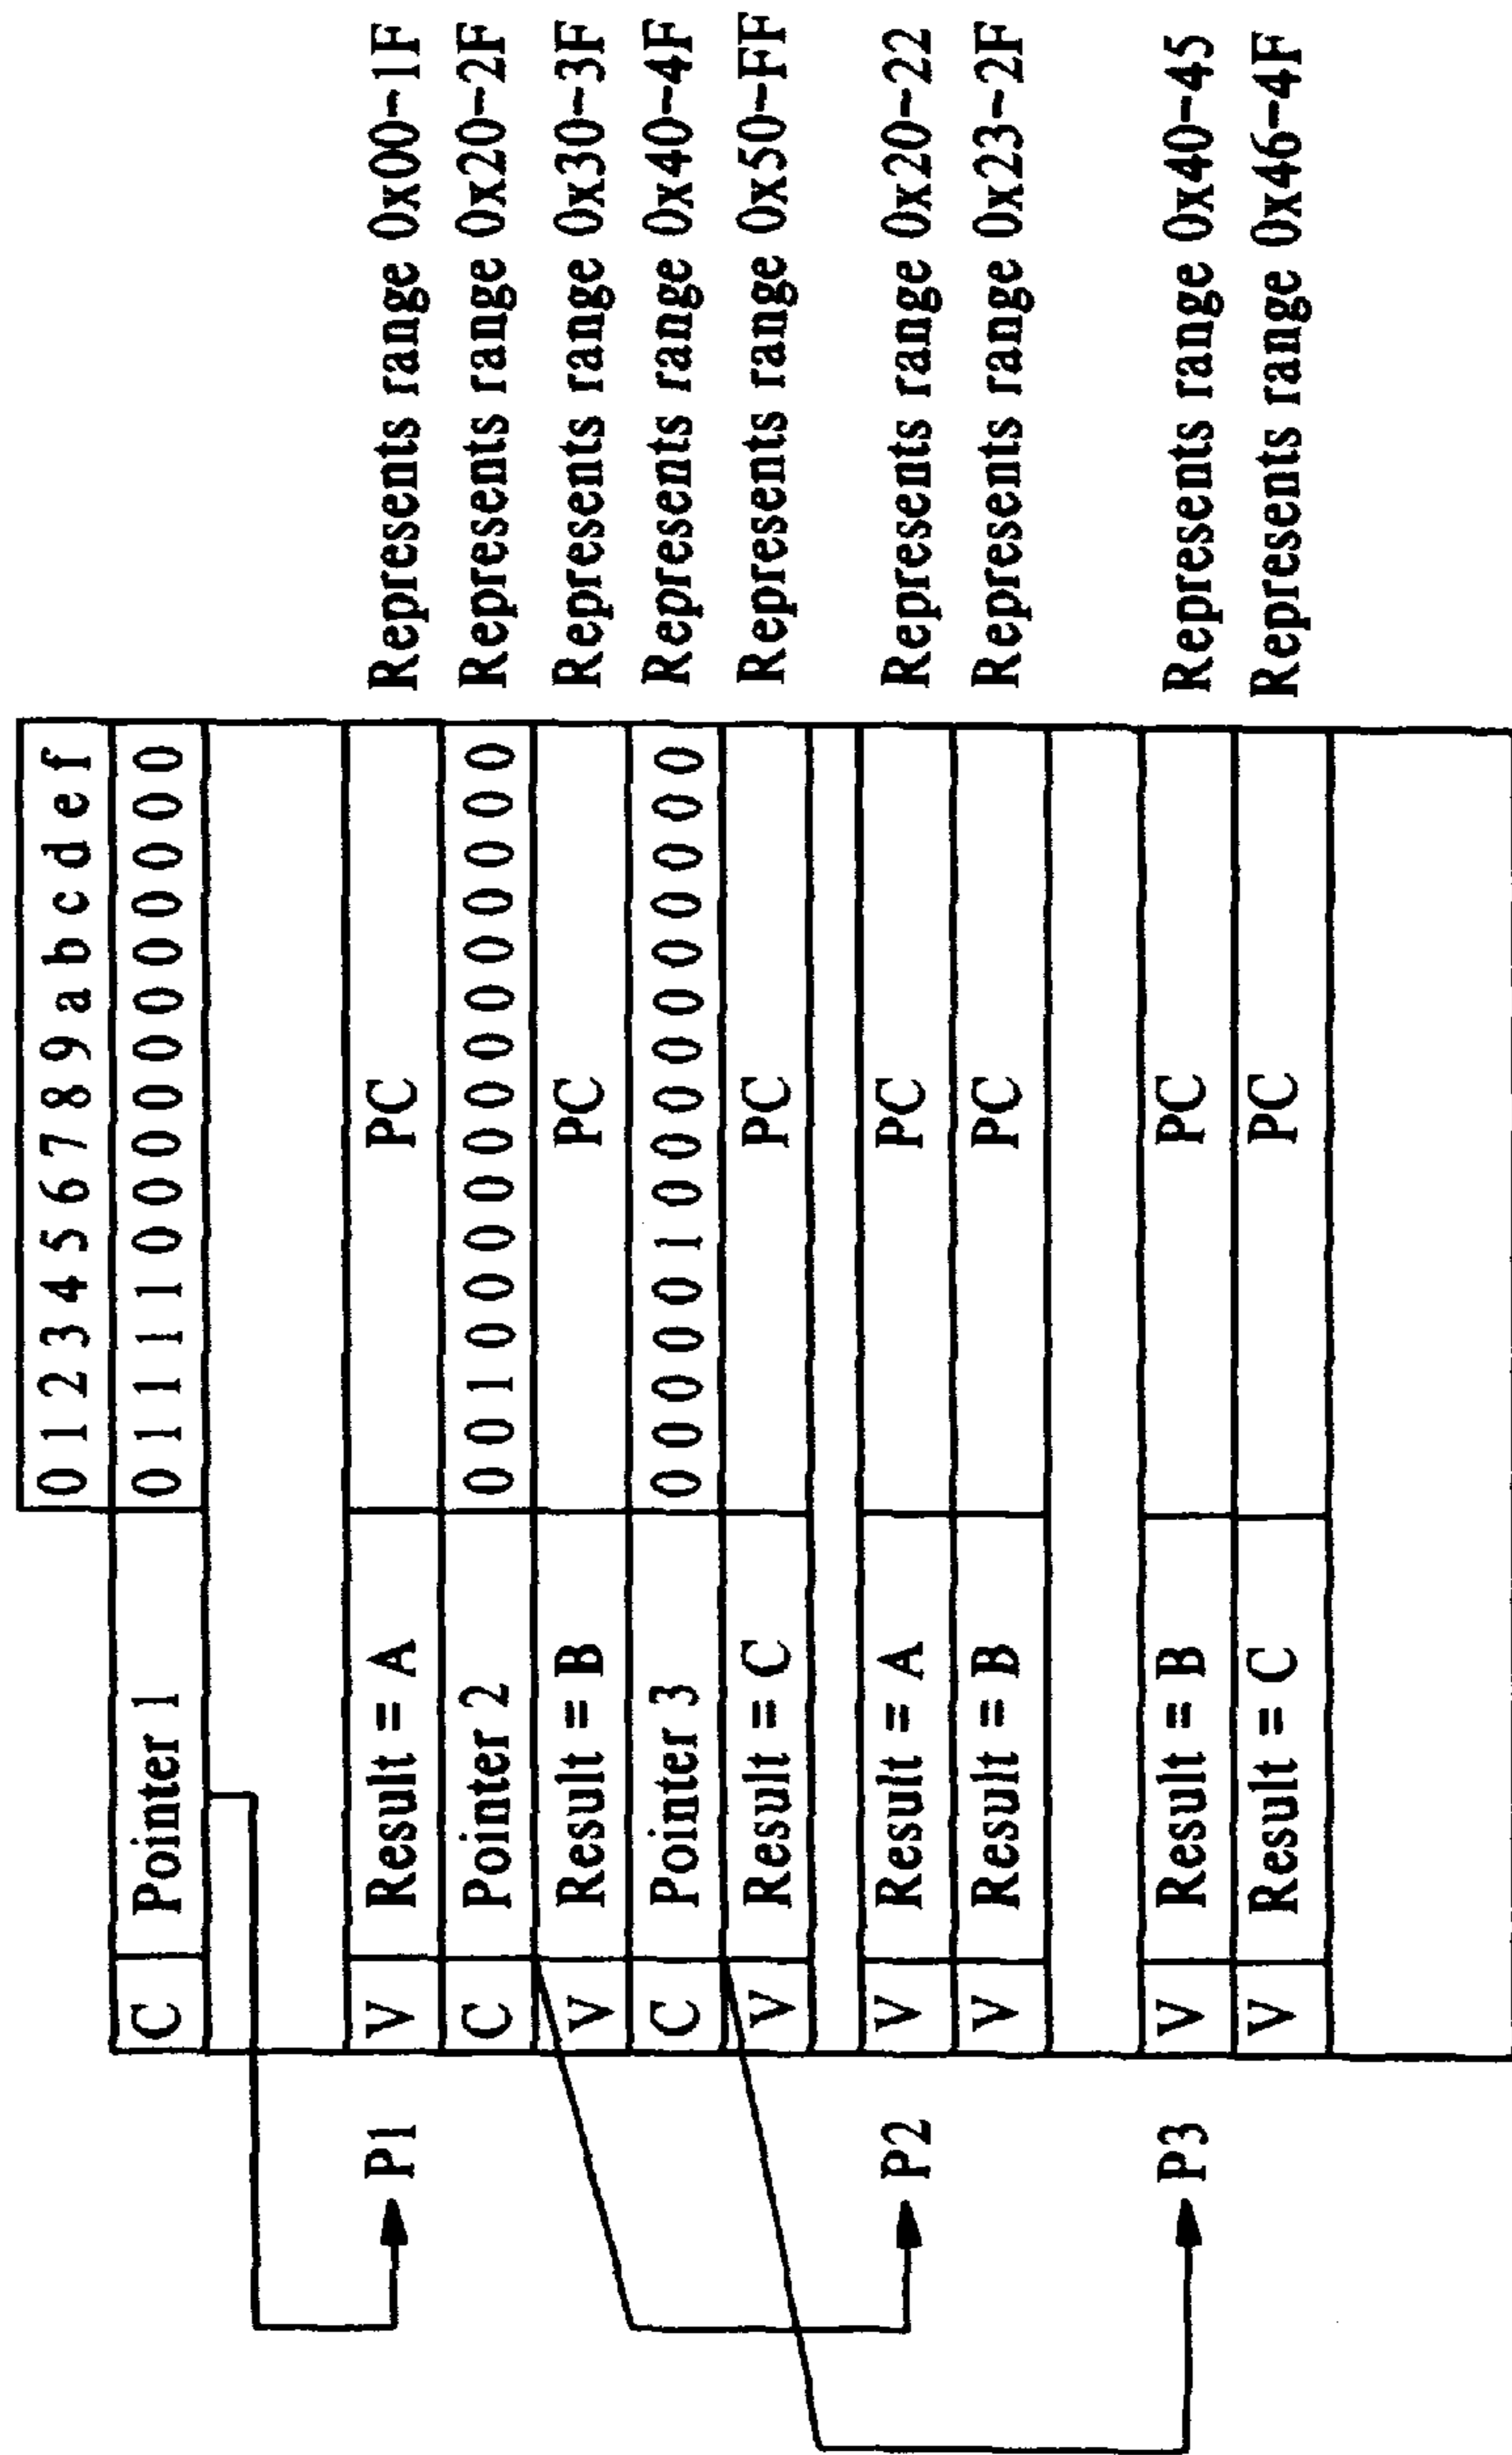 0 1 2 3 4 5 6 7 8 9 a b c d e f
C Pointer 1 0 1 1 1 1 0 0 0 0 0 0 0 0 0 0 0
P1 V Result = A PC Represents range 0x00~1F
C Pointer 2 0 0 1 0 0 0 0 0 0 0 0 0 0 0 0 0 Represents range 0x20~2F
V Result = B PC Represents range 0x30~3F
C Pointer 3 0 0 0 0 0 1 0 0 0 0 0 0 0 0 0 0 Represents range 0x40~4F
V Result = C PC Represents range 0x50~FF
P2 V Result = A PC Represents range 0x20~22
V Result = B PC Represents range 0x23~2F
P3 V Result = B PC Represents range 0x40~45
V Result = C PC Represents range 0x46~4F